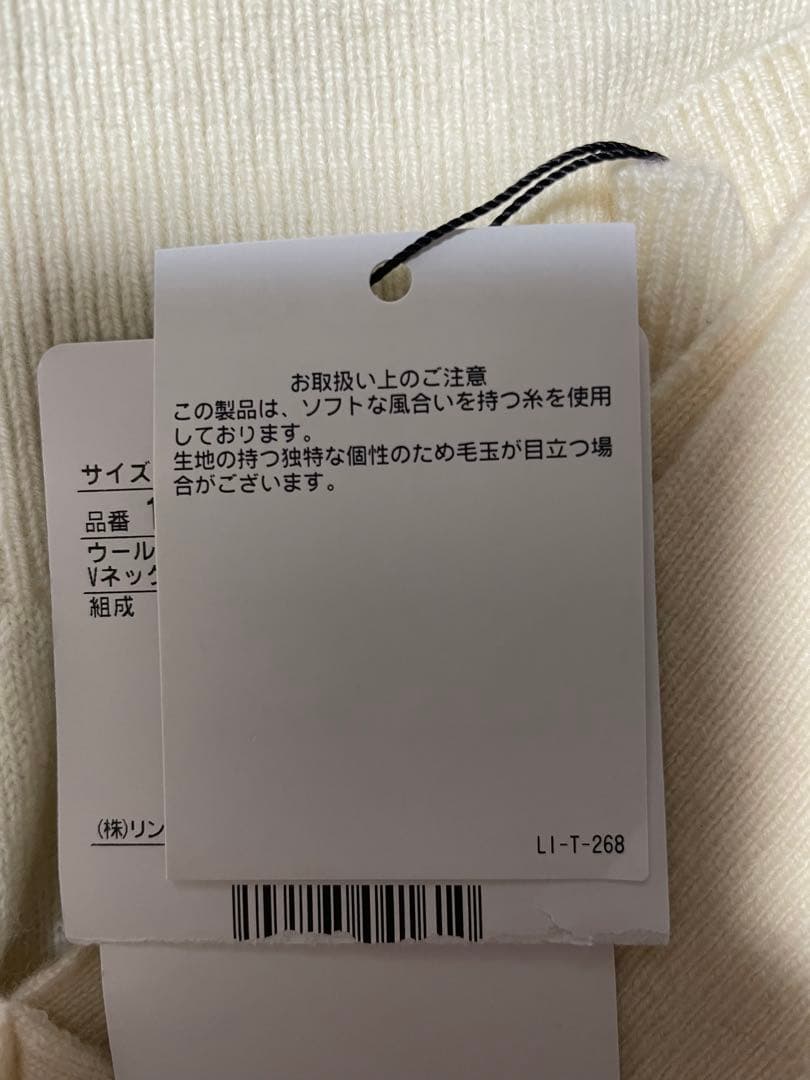 お取扱い上のご注意
この製品は、ソフトな風合いを持つ糸を使用
しております。
生地の持つ独特な個性のため毛玉が目立つ場
合がございます。
LI-T-268
サイズ
品番 1
ウール
Vネック
組成
(株)リン